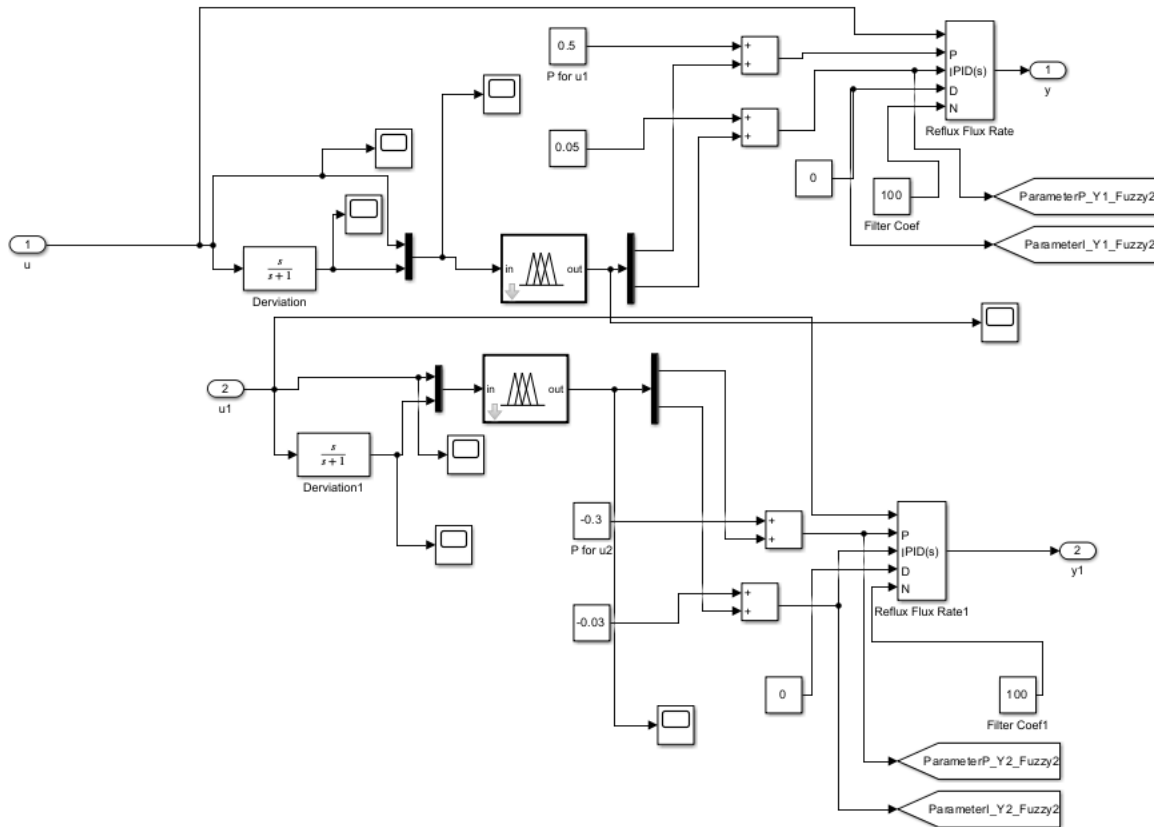 0.5
P for u1
+
+
P
I
PID(s)
D
N
Reflux Flux Rate
1
y
0.05
+
+
0
100
Filter Coef
ParameterP_Y1_Fuzzy2
ParameterI_Y1_Fuzzy2
1
u
s
s + 1
Derviation
in
out
2
u1
s
s + 1
Derviation1
in
out
-0.3
P for u2
+
+
P
I
PID(s)
D
N
Reflux Flux Rate1
2
y1
-0.03
+
+
0
100
Filter Coef1
ParameterP_Y2_Fuzzy2
ParameterI_Y2_Fuzzy2